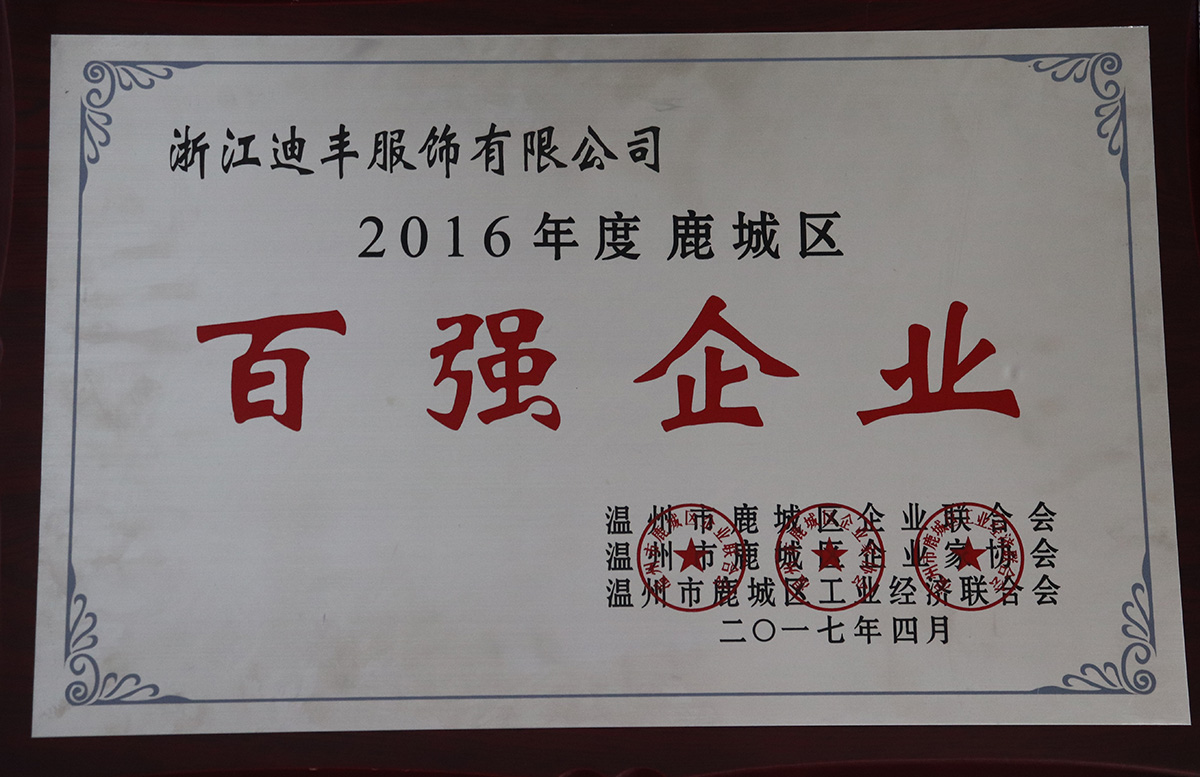 浙江迪丰服饰有限公司
2016年度鹿城区
百强企业
温州市鹿城区企业联合会
温州市鹿城区企业家协会
温州市鹿城区工业经济联合会
二〇一七年四月